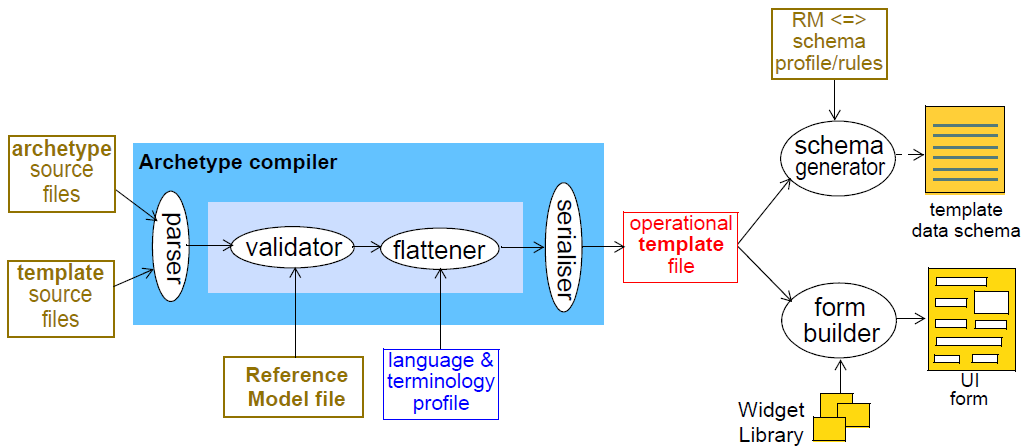 archetype
source
files
template
source
files
Archetype compiler
parser
validator
flattener
serialiser
Reference
Model file
language &
terminology
profile
operational
template
file
RM <=>
schema
profile/rules
schema
generator
template
data schema
form
builder
UI
form
Widget
Library